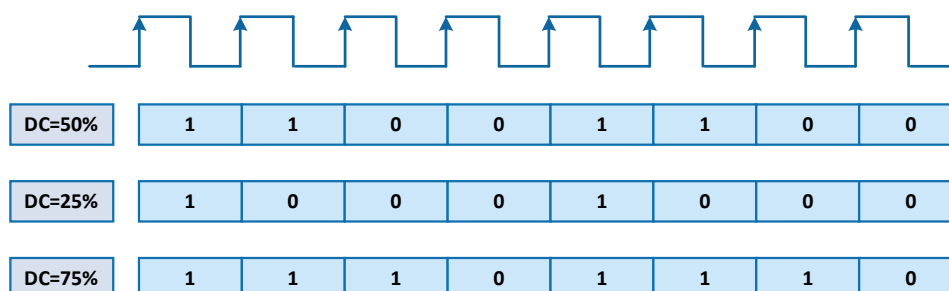 DC=50% 1 1 0 0 1 1 0 0
DC=25% 1 0 0 0 1 0 0 0
DC=75% 1 1 1 0 1 1 1 0